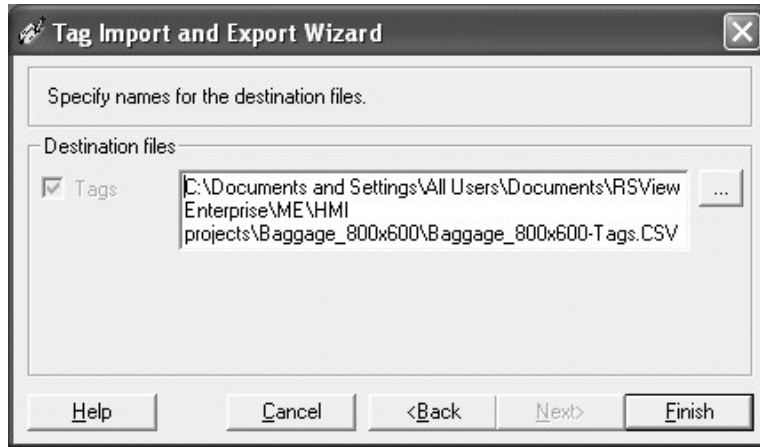 Tag Import and Export Wizard
Specify names for the destination files.
Destination files
Tags
C:\Documents and Settings\All Users\Documents\RSView
Enterprise\ME\HMI
projects\Baggage_800x600\Baggage_800x600-Tags.CSV
...
Help
Cancel
<Back
Next>
Finish